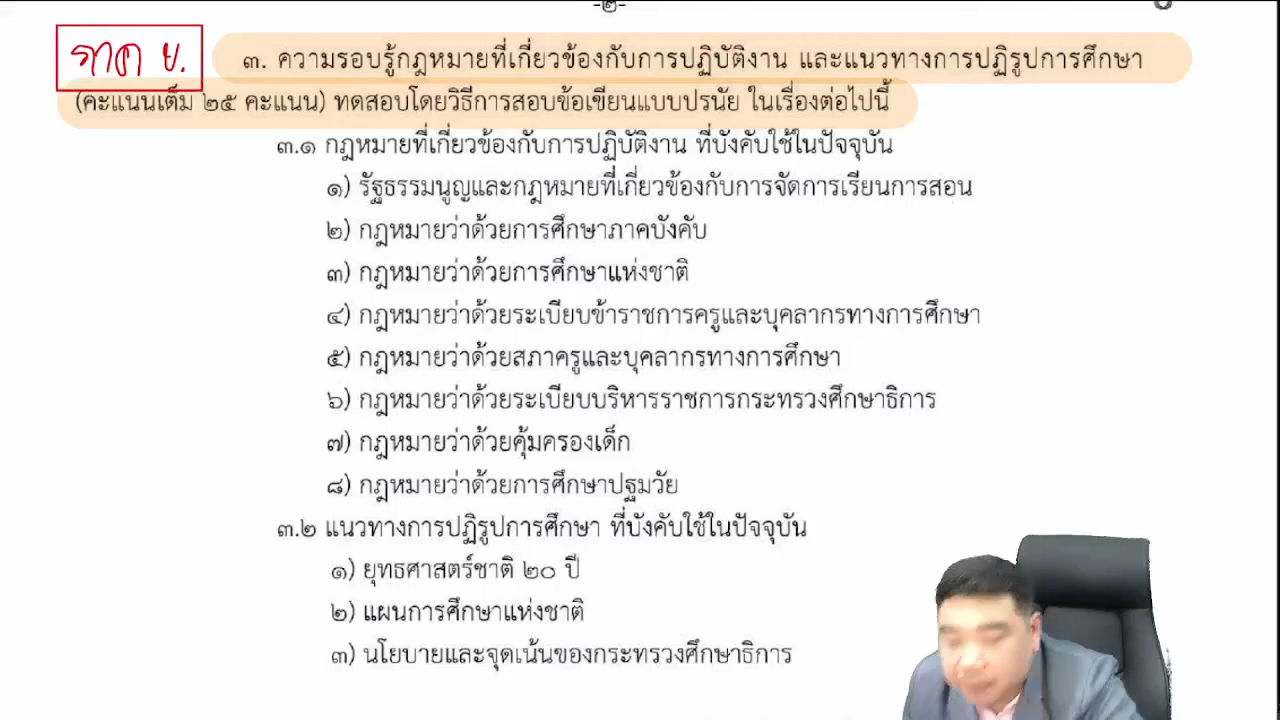 -๒-
ภาค ข.
๓. ความรอบรู้กฎหมายที่เกี่ยวข้องกับการปฏิบัติงาน และแนวทางการปฏิรูปการศึกษา
(คะแนนเต็ม ๒๕ คะแนน) ทดสอบโดยวิธีการสอบข้อเขียนแบบปรนัย ในเรื่องต่อไปนี้
๓.๑ กฎหมายที่เกี่ยวข้องกับการปฏิบัติงาน ที่บังคับใช้ในปัจจุบัน
๑) รัฐธรรมนูญและกฎหมายที่เกี่ยวข้องกับการจัดการเรียนการสอน
๒) กฎหมายว่าด้วยการศึกษาภาคบังคับ
๓) กฎหมายว่าด้วยการศึกษาแห่งชาติ
๔) กฎหมายว่าด้วยระเบียบข้าราชการครูและบุคลากรทางการศึกษา
๕) กฎหมายว่าด้วยสภาครูและบุคลากรทางการศึกษา
๖) กฎหมายว่าด้วยระเบียบบริหารราชการกระทรวงศึกษาธิการ
๗) กฎหมายว่าด้วยคุ้มครองเด็ก
๘) กฎหมายว่าด้วยการศึกษาปฐมวัย
๓.๒ แนวทางการปฏิรูปการศึกษา ที่บังคับใช้ในปัจจุบัน
๑) ยุทธศาสตร์ชาติ ๒๐ ปี
๒) แผนการศึกษาแห่งชาติ
๓) นโยบายและจุดเน้นของกระทรวงศึกษาธิการ